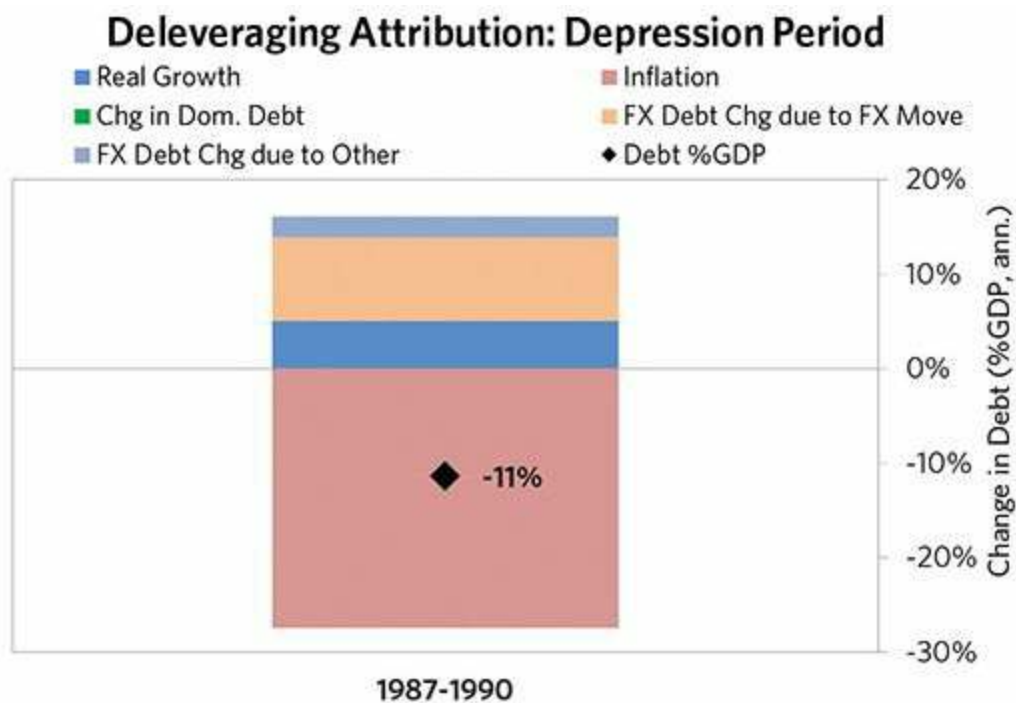 Deleveraging Attribution: Depression Period
Real Growth
Inflation
Chg in Dom. Debt
FX Debt Chg due to FX Move
FX Debt Chg due to Other
Debt %GDP
20%
10%
0%
-10%
-20%
-30%
Change in Debt (%GDP, ann.)
-11%
1987-1990